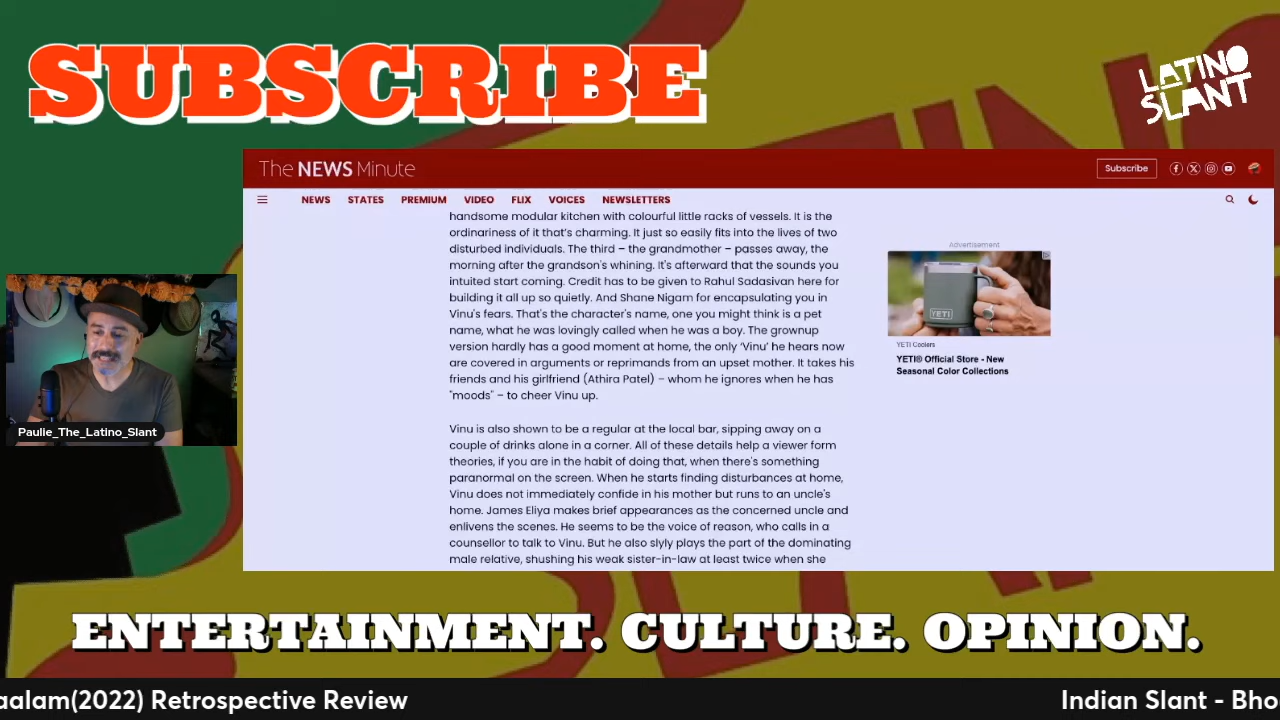 SUBSCRIBE
LATINO
SLANT
The NEWS Minute
Subscribe
NEWS STATES PREMIUM VIDEO FLIX VOICES NEWSLETTERS
handsome modular kitchen with colourful little racks of vessels. It is the
ordinariness of it that's charming. It just so easily fits into the lives of two
disturbed individuals. The third – the grandmother – passes away, the
morning after the grandson's whining. It's afterward that the sounds you
intuited start coming. Credit has to be given to Rahul Sadasivan here for
building it all up so quietly. And Shane Nigam for encapsulating you in
Vinu's fears. That's the character's name, one you might think is a pet
name, what he was lovingly called when he was a boy. The grownup
version hardly has a good moment at home, the only ‘Vinu’ he hears now
are covered in arguments or reprimands from an upset mother. It takes his
friends and his girlfriend (Athira Patel) – whom he ignores when he has
"moods" – to cheer Vinu up.
Vinu is also shown to be a regular at the local bar, sipping away on a
couple of drinks alone in a corner. All of these details help a viewer form
theories, if you are in the habit of doing that, when there's something
paranormal on the screen. When he starts finding disturbances at home,
Vinu does not immediately confide in his mother but runs to an uncle's
home. James Eliya makes brief appearances as the concerned uncle and
enlivens the scenes. He seems to be the voice of reason, who calls in a
counsellor to talk to Vinu. But he also slyly plays the part of the dominating
male relative, shushing his weak sister-in-law at least twice when she
Advertisement
YETI
YETI Coolers
YETI® Official Store - New
Seasonal Color Collections
Paulie_The_Latino_Slant
ENTERTAINMENT. CULTURE. OPINION.
aalam(2022) Retrospective Review
Indian Slant - Bho